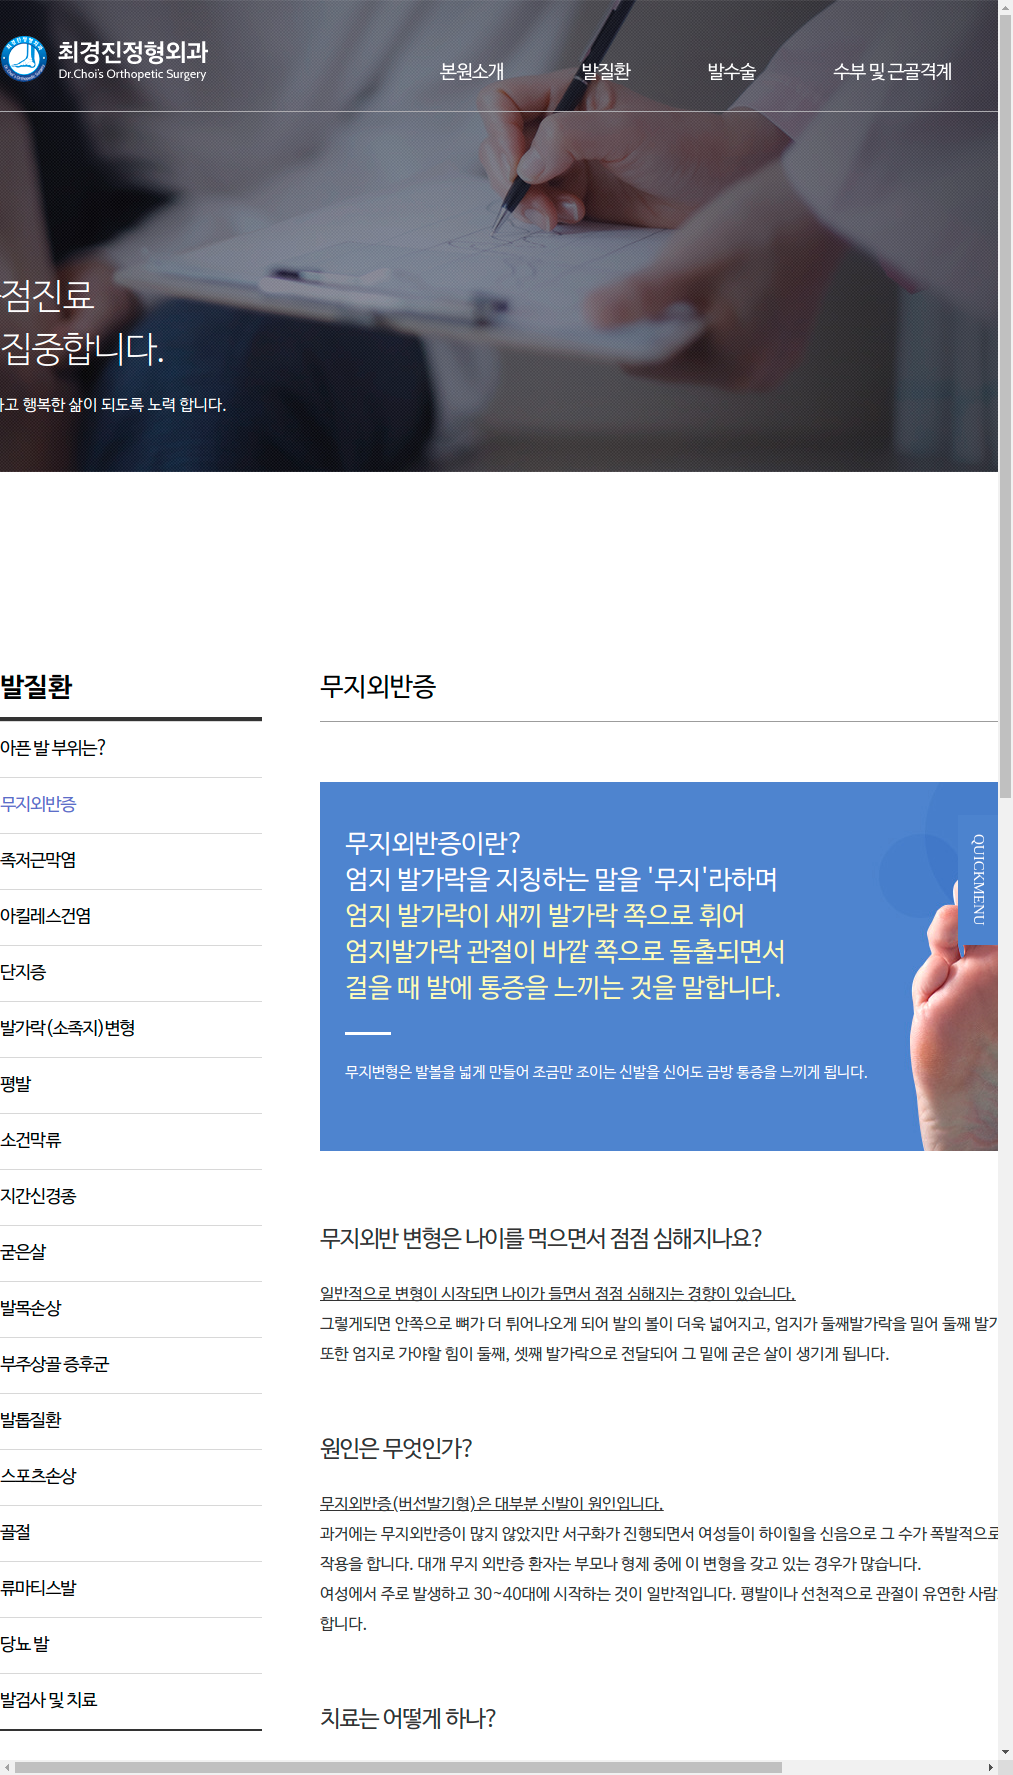 최경진정형외과
Dr.Choi's Orthopetic Surgery
본원소개
발질환
발수술
수부 및 근골격계
점진료
집중합니다.
행복한 삶이 되도록 노력 합니다.
발질환
아픈 발 부위는?
무지외반증
족저근막염
아킬레스건염
단지증
발가락(소족지)변형
평발
소건막류
지간신경종
굳은살
발목손상
부주상골 증후군
발톱질환
스포츠손상
골절
류마티스발
당뇨 발
발검사 및 치료
무지외반증
무지외반증이란?
엄지 발가락을 지칭하는 말을 '무지'라하며
엄지 발가락이 새끼 발가락 쪽으로 휘어
엄지발가락 관절이 바깥 쪽으로 돌출되면서
걸을 때 발에 통증을 느끼는 것을 말합니다.
무지변형은 발볼을 넓게 만들어 조금만 조이는 신발을 신어도 금방 통증을 느끼게 됩니다.
QUICKMENU
무지외반 변형은 나이를 먹으면서 점점 심해지나요?
일반적으로 변형이 시작되면 나이가 들면서 점점 심해지는 경향이 있습니다.
그렇게되면 안쪽으로 뼈가 더 튀어나오게 되어 발의 볼이 더욱 넓어지고, 엄지가 둘째발가락을 밀어 둘째 발가
또한 엄지로 가야할 힘이 둘째, 셋째 발가락으로 전달되어 그 밑에 굳은 살이 생기게 됩니다.
원인은 무엇인가?
무지외반증(버선발기형)은 대부분 신발이 원인입니다.
과거에는 무지외반증이 많지 않았지만 서구화가 진행되면서 여성들이 하이힐을 신음으로 그 수가 폭발적으로
작용을 합니다. 대개 무지 외반증 환자는 부모나 형제 중에 이 변형을 갖고 있는 경우가 많습니다.
여성에서 주로 발생하고 30~40대에 시작하는 것이 일반적입니다. 평발이나 선천적으로 관절이 유연한 사람
합니다.
치료는 어떻게 하나?